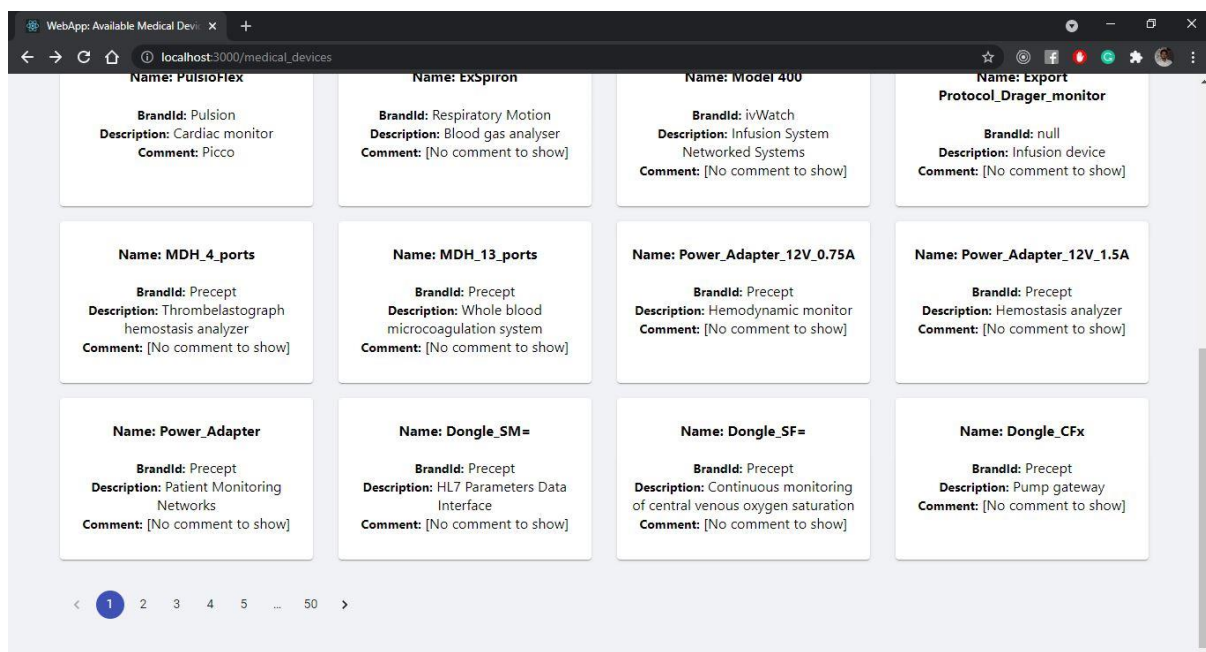 WebApp: Available Medical Devic
localhost:3000/medical_devices
Name: PulsioFlex
BrandId: Pulsion
Description: Cardiac monitor
Comment: Picco
Name: ExSpiron
BrandId: Respiratory Motion
Description: Blood gas analyser
Comment: [No comment to show]
Name: Model 400
BrandId: ivWatch
Description: Infusion System
Networked Systems
Comment: [No comment to show]
Name: Export
Protocol_Drager_monitor
BrandId: null
Description: Infusion device
Comment: [No comment to show]
Name: MDH_4_ports
BrandId: Precept
Description: Thrombelastograph
hemostasis analyzer
Comment: [No comment to show]
Name: MDH_13_ports
BrandId: Precept
Description: Whole blood
microcoagulation system
Comment: [No comment to show]
Name: Power_Adapter_12V_0.75A
BrandId: Precept
Description: Hemodynamic monitor
Comment: [No comment to show]
Name: Power_Adapter_12V_1.5A
BrandId: Precept
Description: Hemostasis analyzer
Comment: [No comment to show]
Name: Power_Adapter
BrandId: Precept
Description: Patient Monitoring
Networks
Comment: [No comment to show]
Name: Dongle_SM=
BrandId: Precept
Description: HL7 Parameters Data
Interface
Comment: [No comment to show]
Name: Dongle_SF=
BrandId: Precept
Description: Continuous monitoring
of central venous oxygen saturation
Comment: [No comment to show]
Name: Dongle_CFx
BrandId: Precept
Description: Pump gateway
Comment: [No comment to show]
1 2 3 4 5 ... 50